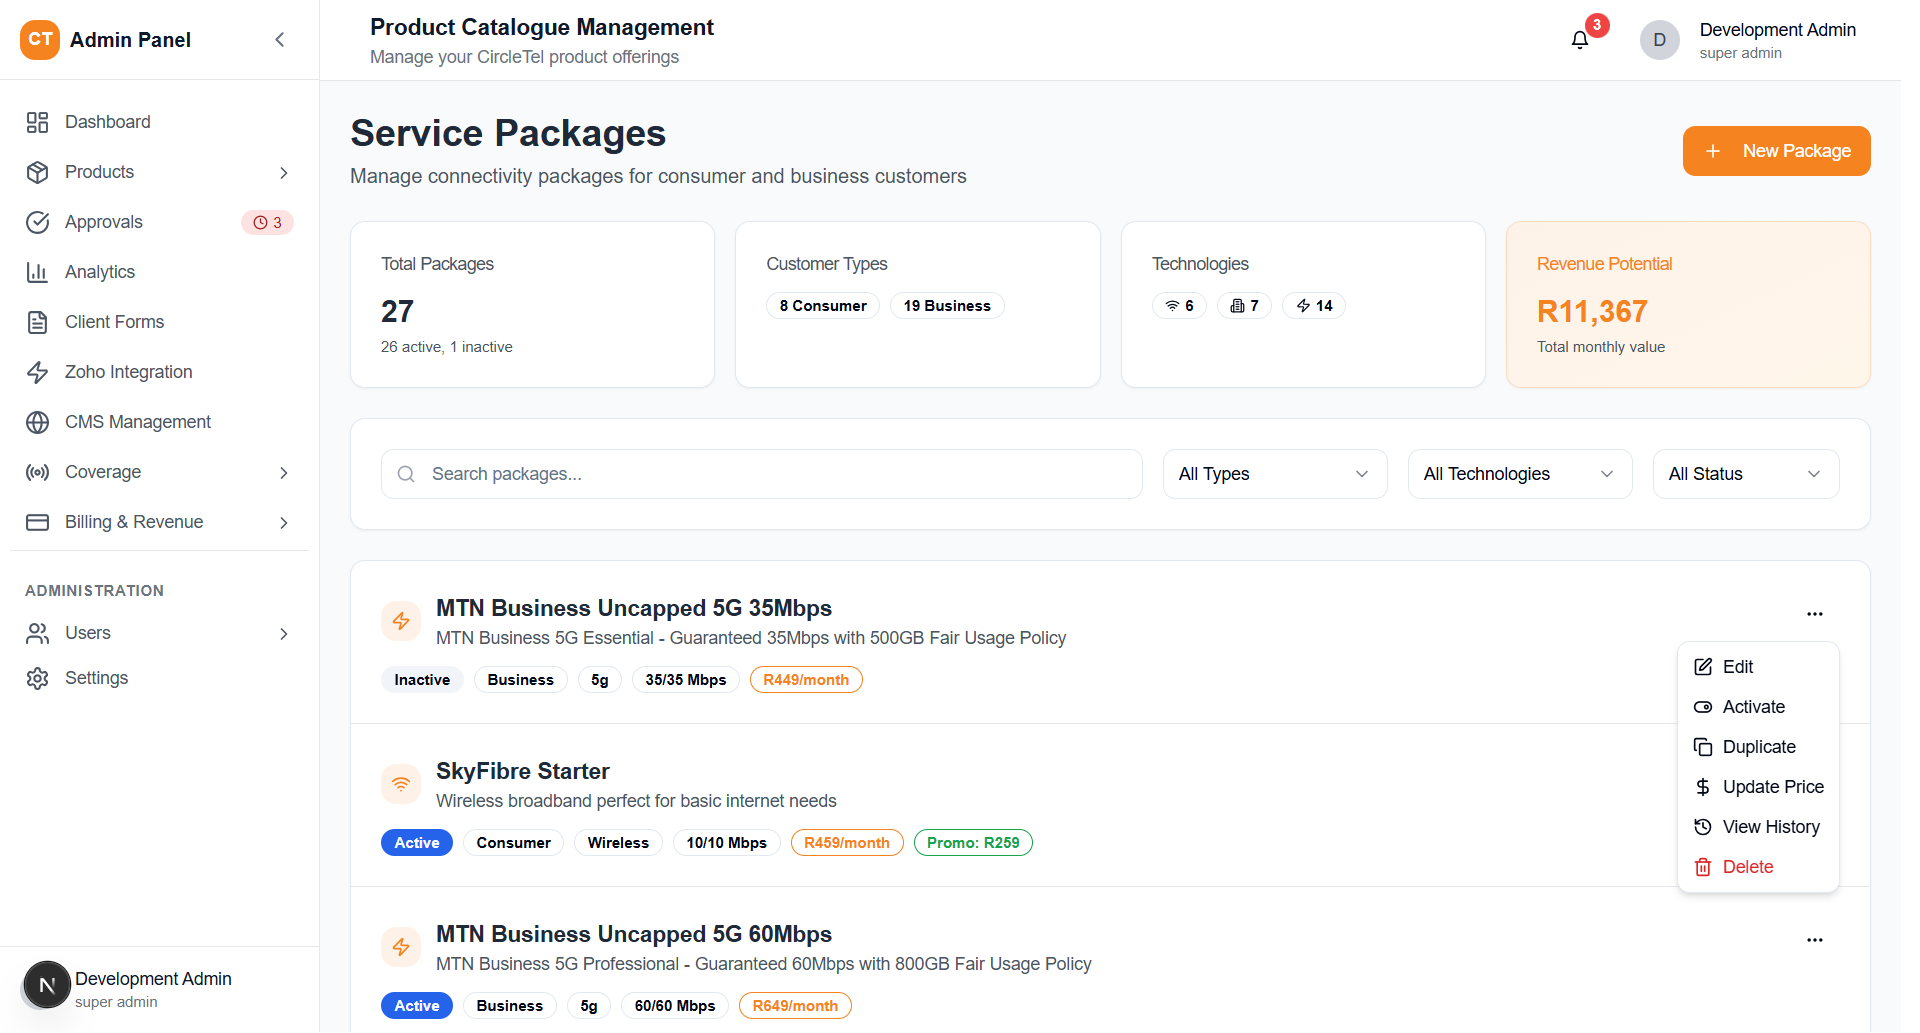 CT Admin Panel
Product Catalogue Management
Manage your CircleTel product offerings
3
D
Development Admin
super admin
Dashboard
Products
Approvals 3
Analytics
Client Forms
Zoho Integration
CMS Management
Coverage
Billing & Revenue
ADMINISTRATION
Users
Settings
N
Development Admin
super admin
Service Packages
Manage connectivity packages for consumer and business customers
+ New Package
Total Packages
27
26 active, 1 inactive
Customer Types
8 Consumer 19 Business
Technologies
6 7 14
Revenue Potential
R11,367
Total monthly value
Search packages...
All Types
All Technologies
All Status
MTN Business Uncapped 5G 35Mbps
MTN Business 5G Essential - Guaranteed 35Mbps with 500GB Fair Usage Policy
Inactive Business 5g 35/35 Mbps R449/month
Edit
Activate
Duplicate
Update Price
View History
Delete
SkyFibre Starter
Wireless broadband perfect for basic internet needs
Active Consumer Wireless 10/10 Mbps R459/month Promo: R259
MTN Business Uncapped 5G 60Mbps
MTN Business 5G Professional - Guaranteed 60Mbps with 800GB Fair Usage Policy
Active Business 5g 60/60 Mbps R649/month